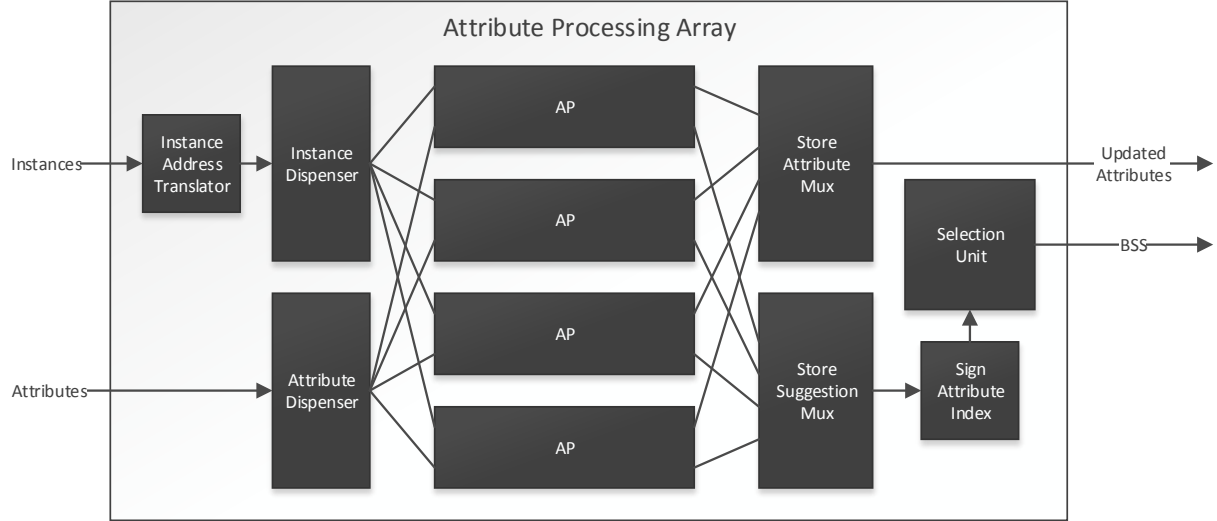 Attribute Processing Array
Instances
Instance
Address
Translator
Instance
Dispenser
AP
AP
AP
AP
Store
Attribute
Mux
Updated
Attributes
Selection
Unit
BSS
Attributes
Attribute
Dispenser
Store
Suggestion
Mux
Sign
Attribute
Index